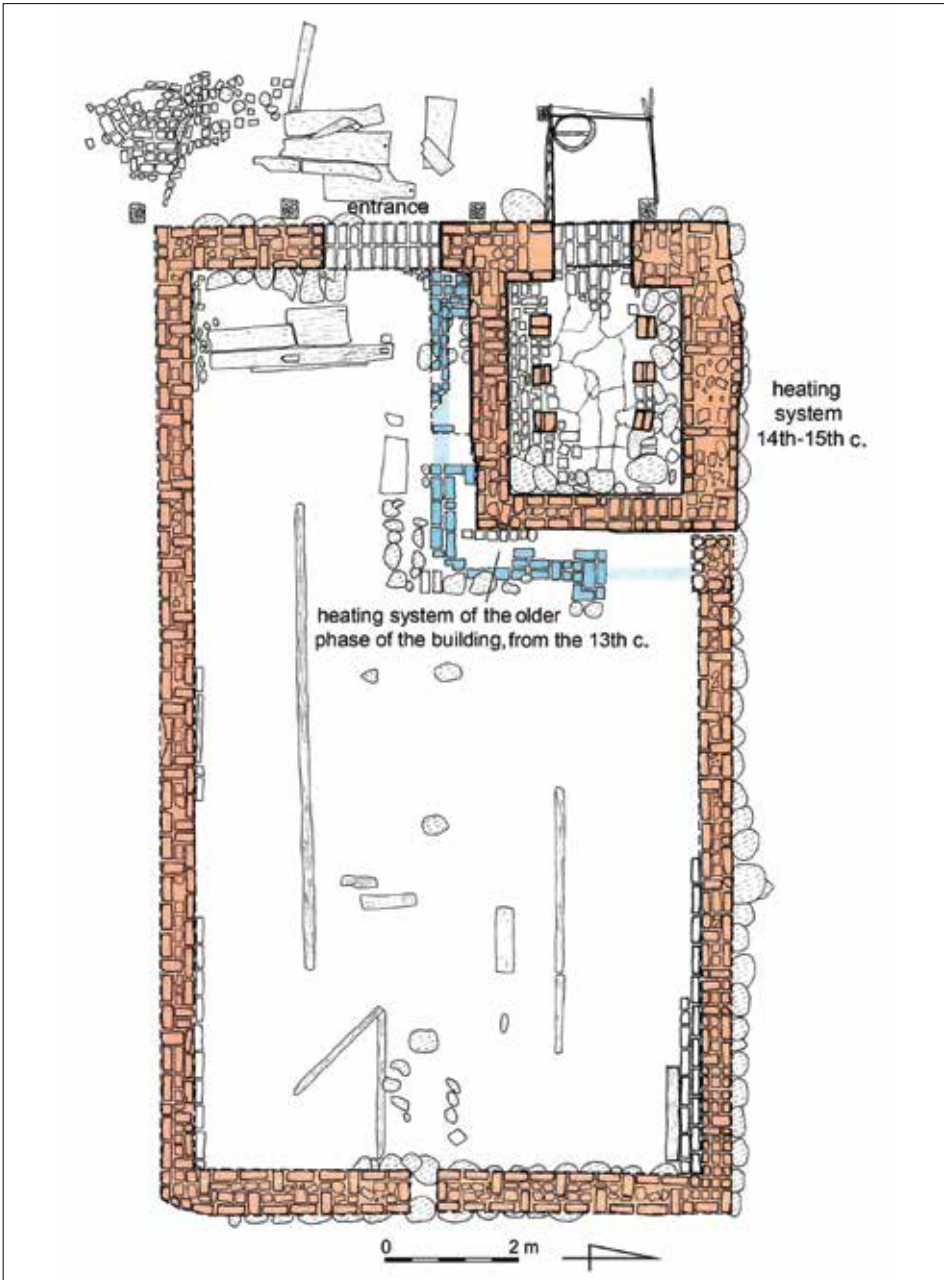 entrance
heating
system
14th-15th c.
heating system of the older
phase of the building, from the 13th c.
0 2 m